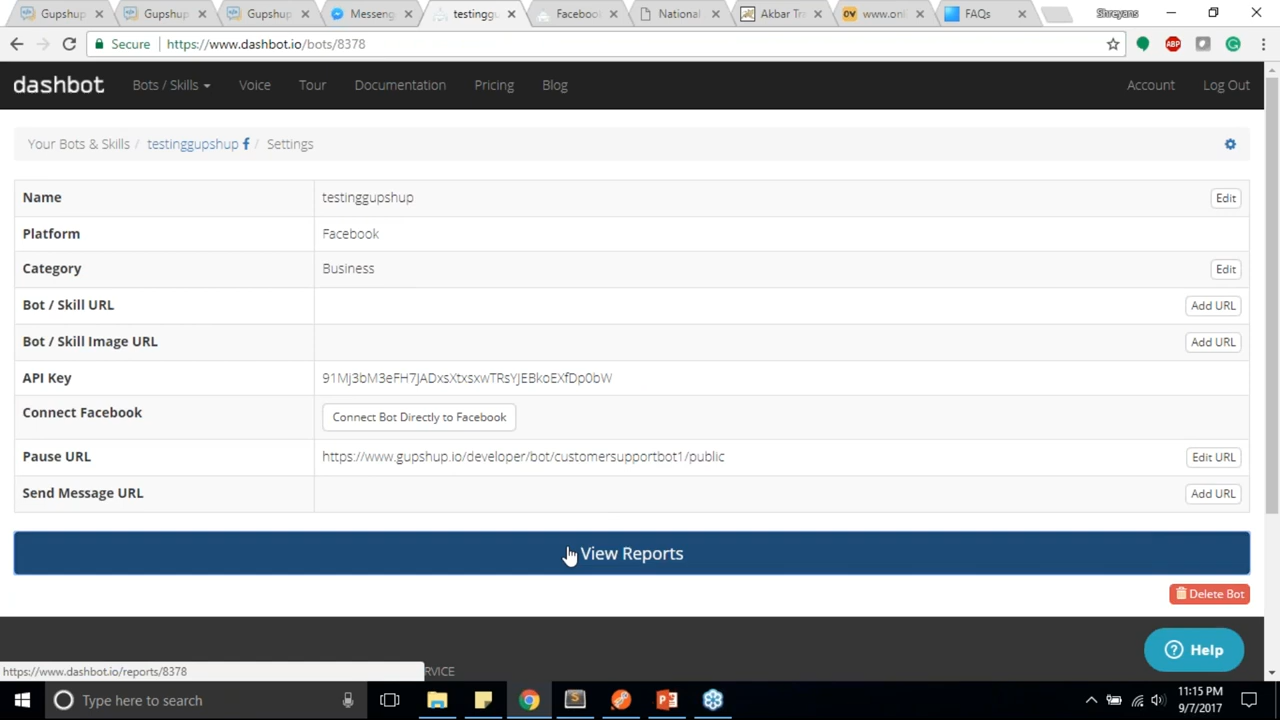 Gupshup
Gupshup
Gupshup
Messeng
testingg
Facebook
National
Akbar Tr
www.onl
FAQs
Shreyans
Secure
https://www.dashbot.io/bots/8378
ABP
dashbot
Bots / Skills
Voice
Tour
Documentation
Pricing
Blog
Account
Log Out
Your Bots & Skills / testinggupshup f / Settings
Name testinggupshup Edit
Platform Facebook
Category Business Edit
Bot / Skill URL Add URL
Bot / Skill Image URL Add URL
API Key 91Mj3bM3eFH7JADxsXtxsxwTRsYJEBkoEXfDp0bW
Connect Facebook Connect Bot Directly to Facebook
Pause URL https://www.gupshup.io/developer/bot/customersupportbot1/public Edit URL
Send Message URL Add URL
View Reports
Delete Bot
Help
https://www.dashbot.io/reports/8378
RVICE
Type here to search
11:15 PM
9/7/2017